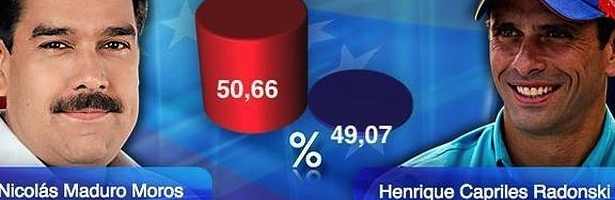 50,66
49,07
%
Nicolás Maduro Moros
Henrique Capriles Radonski